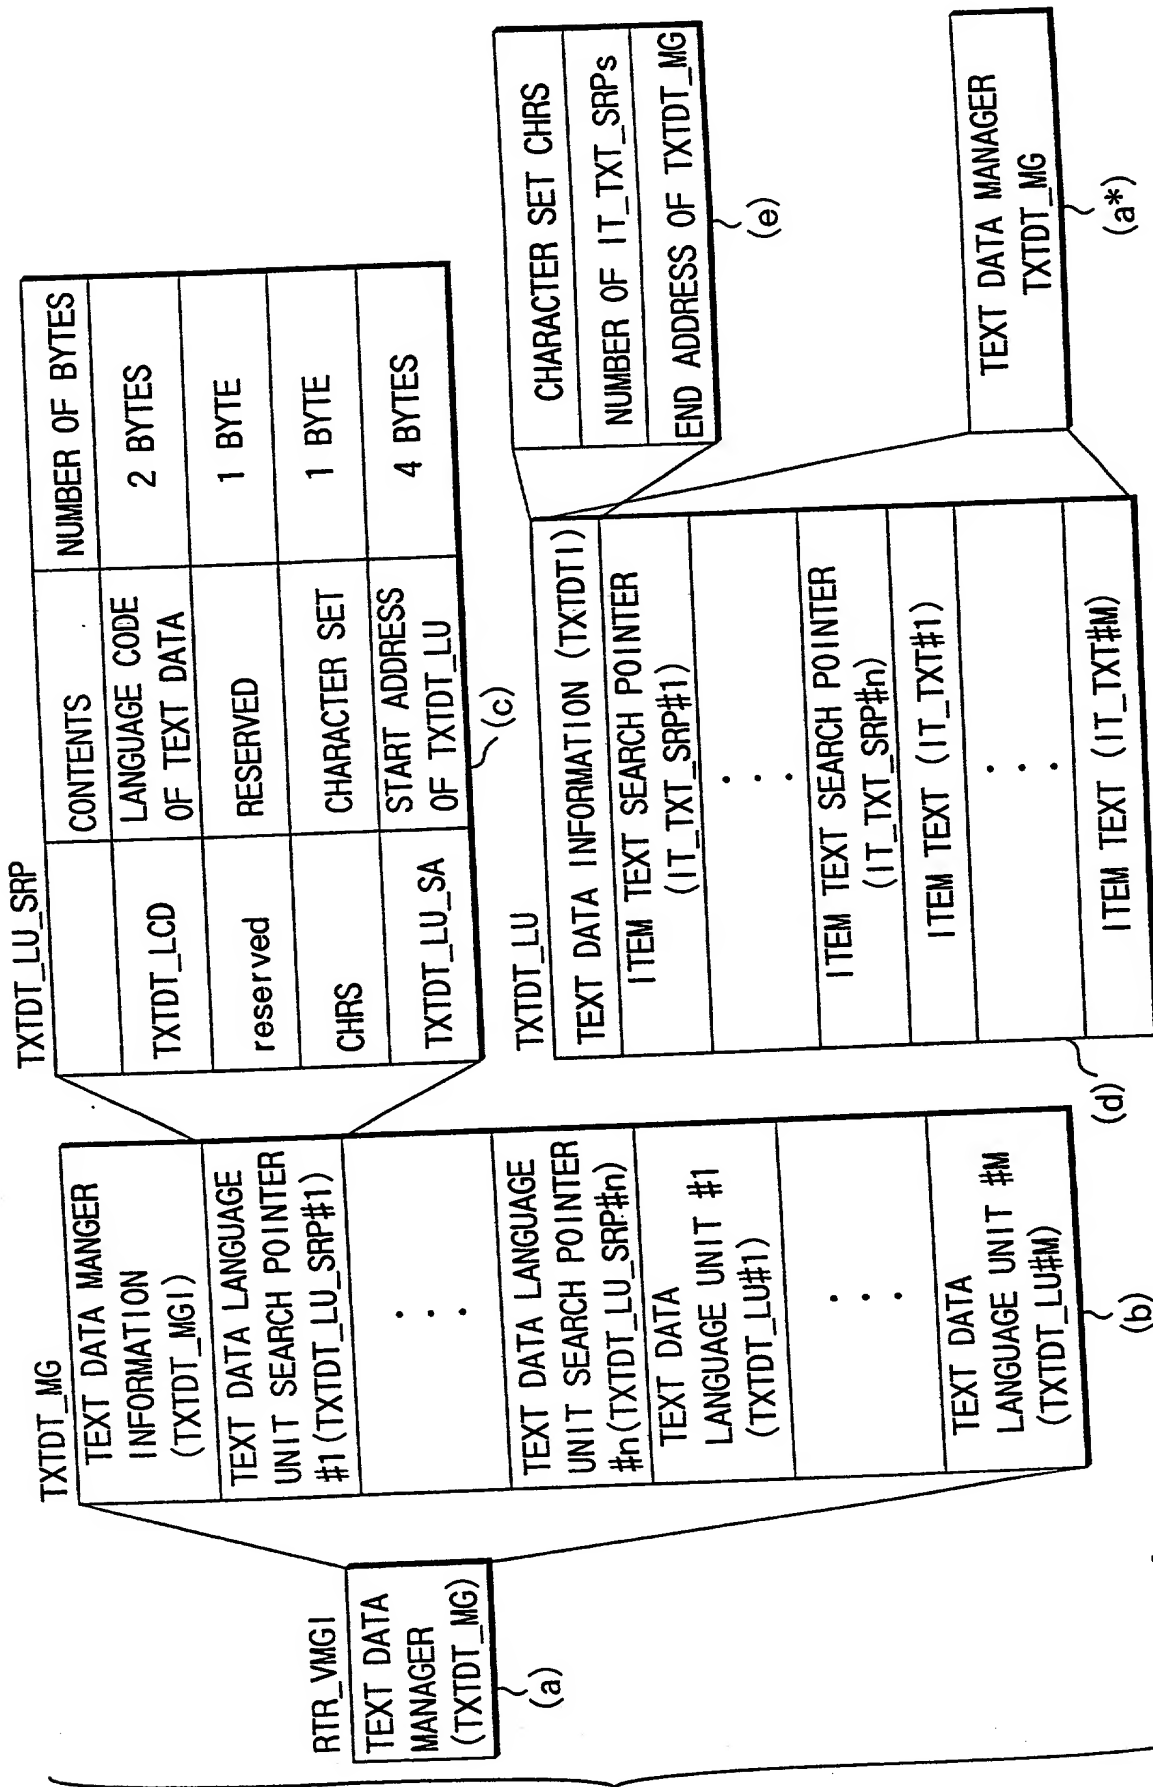 RTR_VMGI
TEXT DATA
MANAGER
(TXTDT_MG)
(a)
TXTDT_MG
TEXT DATA MANGER
INFORMATION
(TXTDT_MGI)
TEXT DATA LANGUAGE
UNIT SEARCH POINTER
#1(TXTDT_LU_SRP#1)
· · ·
TEXT DATA LANGUAGE
UNIT SEARCH POINTER
#n(TXTDT_LU_SRP#n)
TEXT DATA
LANGUAGE UNIT #1
(TXTDT_LU#1)
· · ·
TEXT DATA
LANGUAGE UNIT #M
(TXTDT_LU#M)
(b)
TXTDT_LU_SRP
CONTENTS NUMBER OF BYTES
TXTDT_LCD LANGUAGE CODE 2 BYTES
OF TEXT DATA
reserved RESERVED 1 BYTE
CHRS CHARACTER SET 1 BYTE
TXTDT_LU_SA START ADDRESS 4 BYTES
OF TXTDT_LU
(c)
TXTDT_LU
TEXT DATA INFORMATION (TXTDTI)
ITEM TEXT SEARCH POINTER
(IT_TXT_SRP#1)
· · ·
ITEM TEXT SEARCH POINTER
(IT_TXT_SRP#n)
ITEM TEXT (IT_TXT#1)
· · ·
ITEM TEXT (IT_TXT#M)
(d)
CHARACTER SET CHRS
NUMBER OF IT_TXT_SRPs
END ADDRESS OF TXTDT_MG
(e)
TEXT DATA MANAGER
TXTDT_MG
(a*)